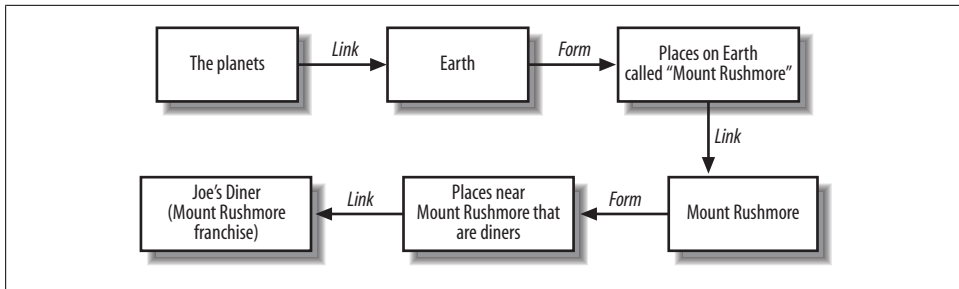 The planets
Link
Earth
Form
Places on Earth
called “Mount Rushmore”
Link
Mount Rushmore
Form
Places near
Mount Rushmore that
are diners
Link
Joe’s Diner
(Mount Rushmore
franchise)